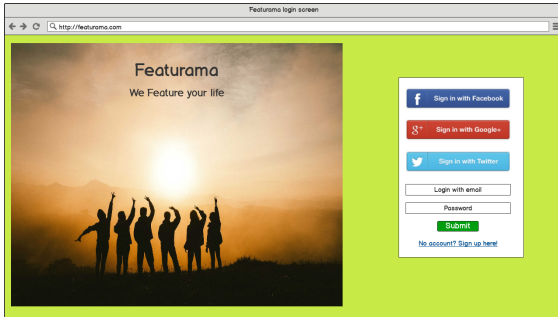 Featurama login screen
http://featurama.com
Featurama
We Feature your life
f Sign in with Facebook
g+ Sign in with Google+
Sign in with Twitter
Login with email
Password
Submit
No account? Sign up here!